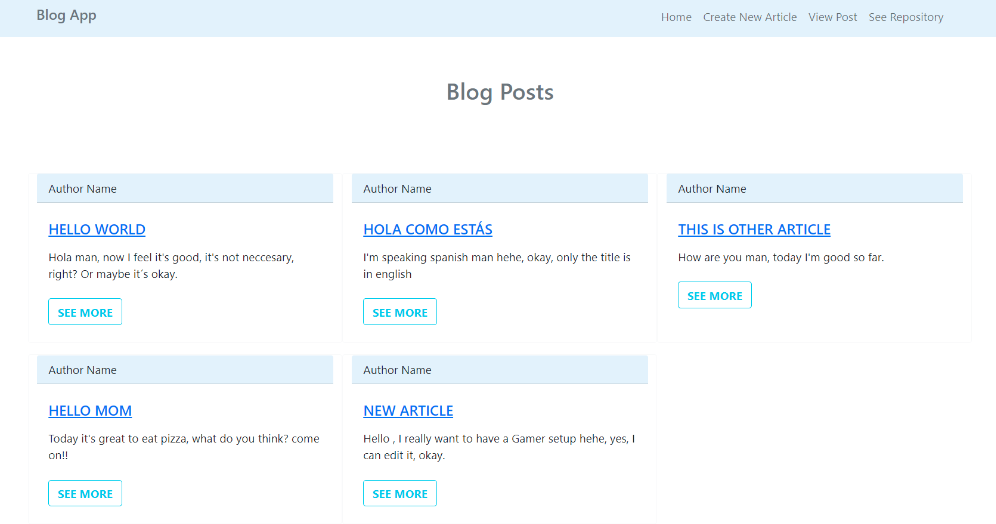 Blog App
Home Create New Article View Post See Repository
Blog Posts
Author Name
HELLO WORLD
Hola man, now I feel it's good, it's not neccesary,
right? Or maybe it´s okay.
SEE MORE
Author Name
HOLA COMO ESTÁS
I'm speaking spanish man hehe, okay, only the title is
in english
SEE MORE
Author Name
THIS IS OTHER ARTICLE
How are you man, today I'm good so far.
SEE MORE
Author Name
HELLO MOM
Today it's great to eat pizza, what do you think? come
on!!
SEE MORE
Author Name
NEW ARTICLE
Hello , I really want to have a Gamer setup hehe, yes, I
can edit it, okay.
SEE MORE